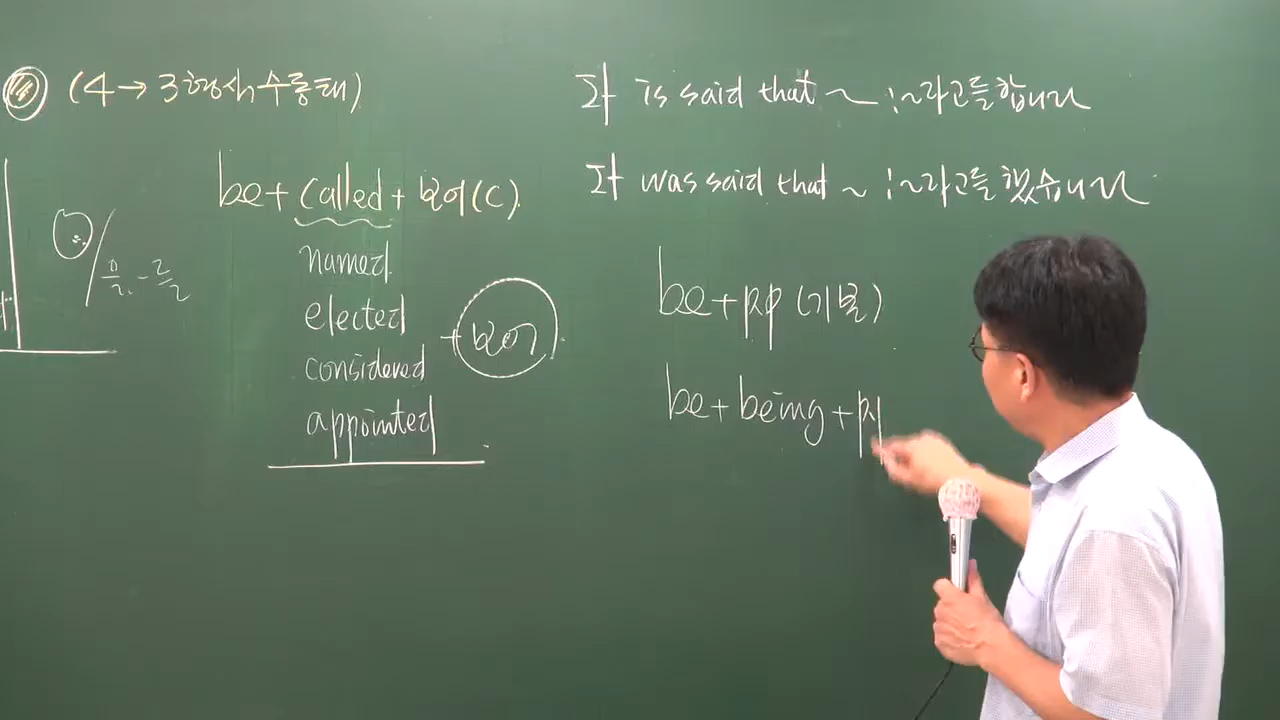 (4→3형식 수동태)
be + called + 보어(C).
named
elected
considered
appointed
+ 보어
It is said that ~ : ~라고들 합니다
It was said that ~ : ~라고들 했습니다
be + pp (기본)
be + being + pp